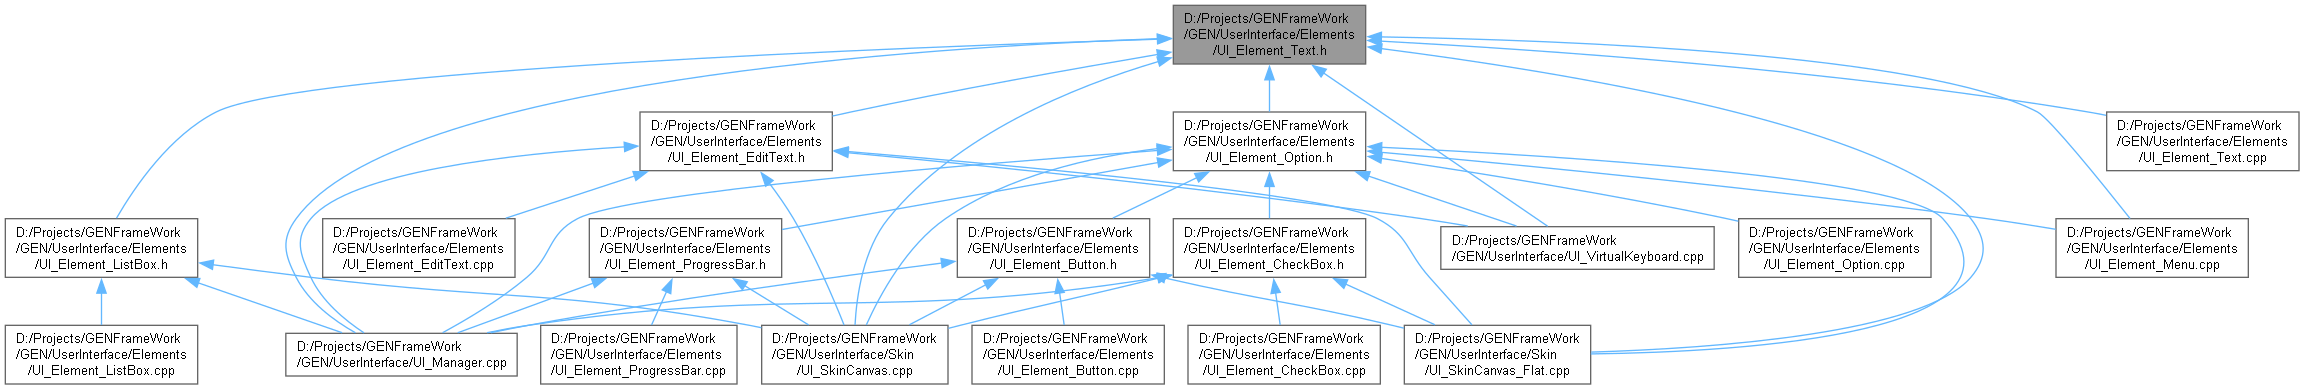 D:/Projects/GENFrameWork
/GEN/UserInterface/Elements
/UI_Element_Text.h
D:/Projects/GENFrameWork
/GEN/UserInterface/Elements
/UI_Element_EditText.h
D:/Projects/GENFrameWork
/GEN/UserInterface/Elements
/UI_Element_Option.h
D:/Projects/GENFrameWork
/GEN/UserInterface/Elements
/UI_Element_Text.cpp
D:/Projects/GENFrameWork
/GEN/UserInterface/Elements
/UI_Element_ListBox.h
D:/Projects/GENFrameWork
/GEN/UserInterface/Elements
/UI_Element_EditText.cpp
D:/Projects/GENFrameWork
/GEN/UserInterface/Elements
/UI_Element_ProgressBar.h
D:/Projects/GENFrameWork
/GEN/UserInterface/Elements
/UI_Element_Button.h
D:/Projects/GENFrameWork
/GEN/UserInterface/Elements
/UI_Element_CheckBox.h
D:/Projects/GENFrameWork
/GEN/UserInterface/UI_VirtualKeyboard.cpp
D:/Projects/GENFrameWork
/GEN/UserInterface/Elements
/UI_Element_Option.cpp
D:/Projects/GENFrameWork
/GEN/UserInterface/Elements
/UI_Element_Menu.cpp
D:/Projects/GENFrameWork
/GEN/UserInterface/Elements
/UI_Element_ListBox.cpp
D:/Projects/GENFrameWork
/GEN/UserInterface/UI_Manager.cpp
D:/Projects/GENFrameWork
/GEN/UserInterface/Elements
/UI_Element_ProgressBar.cpp
D:/Projects/GENFrameWork
/GEN/UserInterface/Skin
/UI_SkinCanvas.cpp
D:/Projects/GENFrameWork
/GEN/UserInterface/Elements
/UI_Element_Button.cpp
D:/Projects/GENFrameWork
/GEN/UserInterface/Elements
/UI_Element_CheckBox.cpp
D:/Projects/GENFrameWork
/GEN/UserInterface/Skin
/UI_SkinCanvas_Flat.cpp